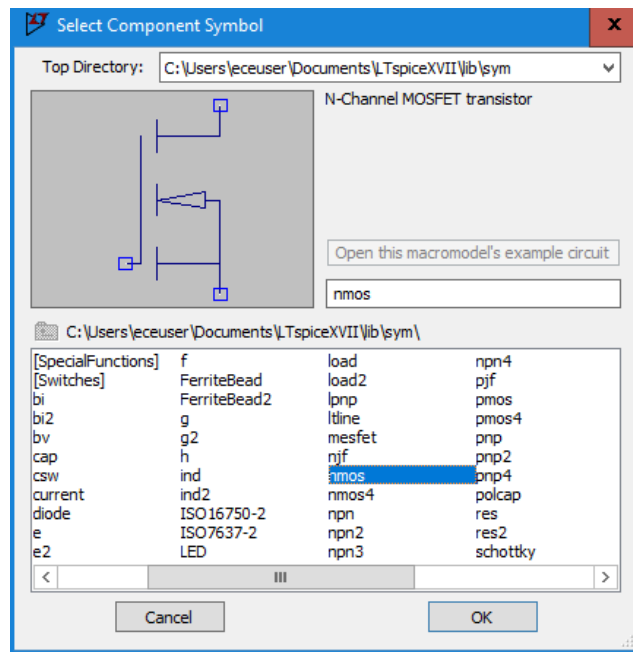 Select Component Symbol
x
Top Directory: C:\Users\eceuser\Documents\LTspiceXVII\lib\sym
N-Channel MOSFET transistor
Open this macromodel's example circuit
nmos
C:\Users\eceuser\Documents\LTspiceXVII\lib\sym\
[SpecialFunctions] f load npn4
[Switches] FerriteBead load2 pjf
bi FerriteBead2 lpnp pmos
bi2 g ltline pmos4
bv g2 mesfet pnp
cap h njf pnp2
csw ind nmos pnp4
current ind2 nmos4 polcap
diode ISO16750-2 npn res
e ISO7637-2 npn2 res2
e2 LED npn3 schottky
Cancel OK